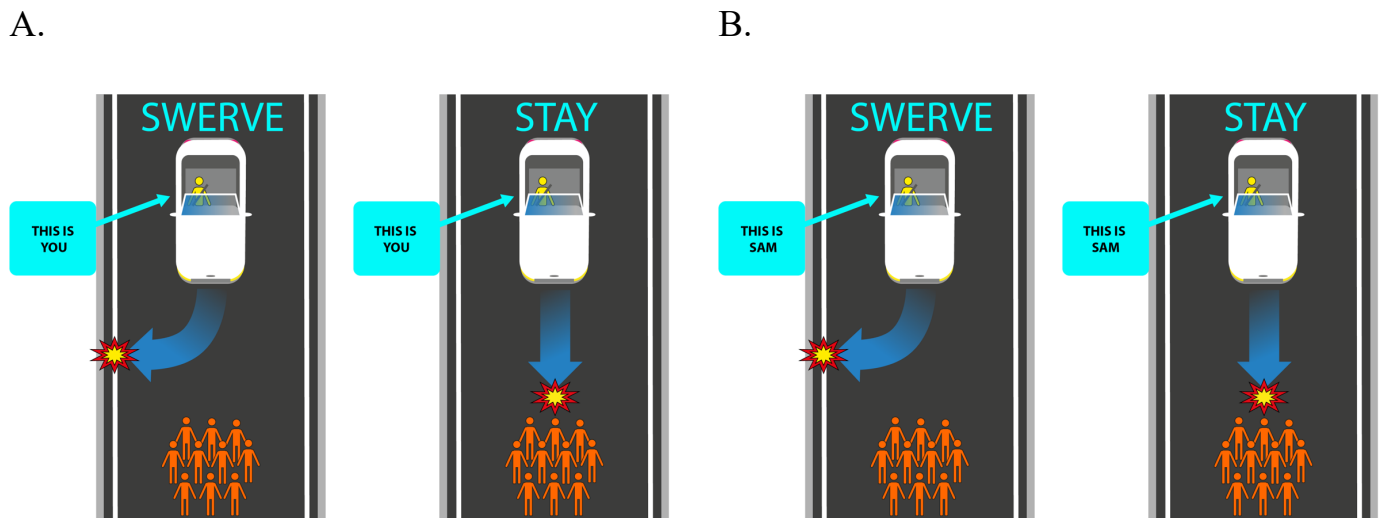 A.
B.
SWERVE
STAY
SWERVE
STAY
THIS IS
YOU
THIS IS
YOU
THIS IS
SAM
THIS IS
SAM